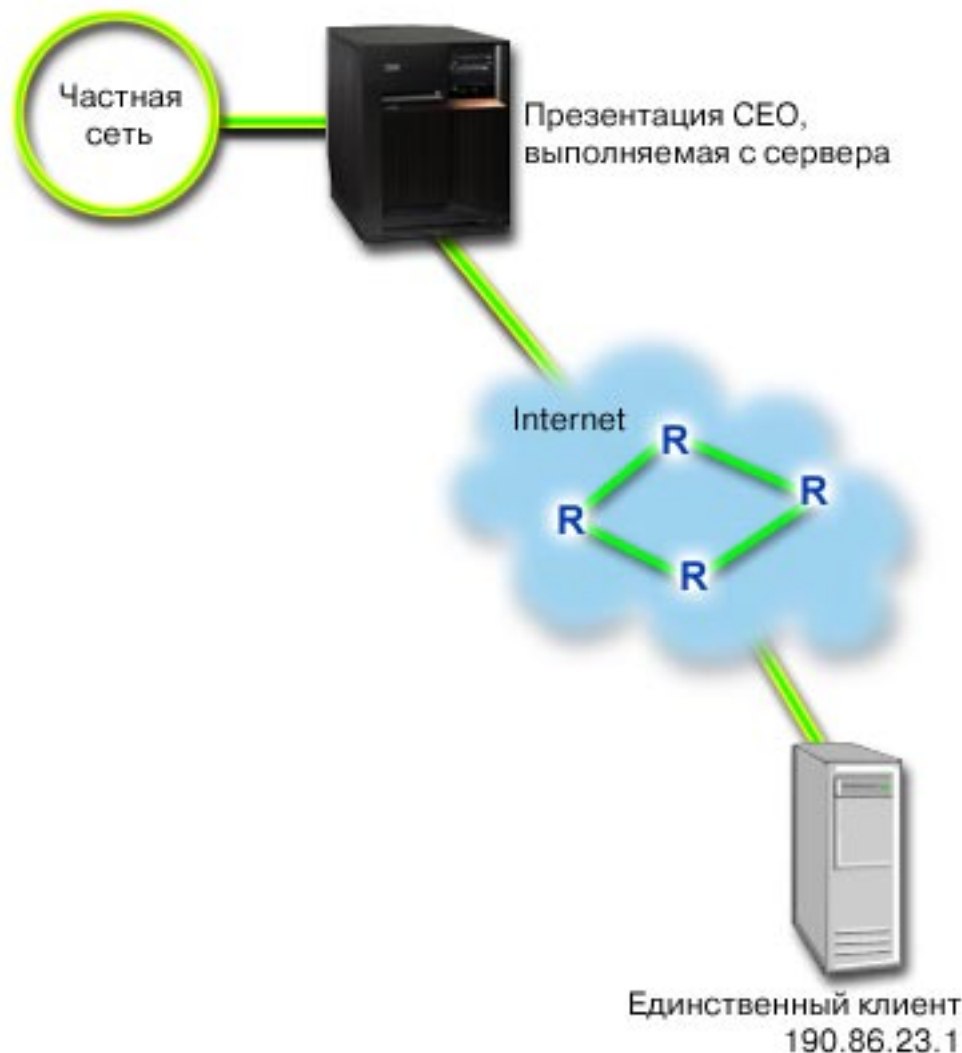 Частная
сеть
Презентация CEO,
выполняемая с сервера
Internet
R
R
R
R
Единственный клиент
190.86.23.1